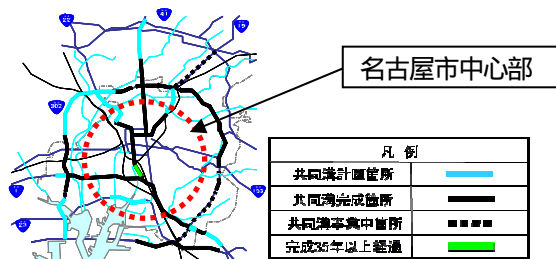 22
41
19
名古屋市中心部
302
凡 例
共同溝計画箇所
共同溝完成箇所
1
153
共同溝事業中箇所
23
完成35年以上経過